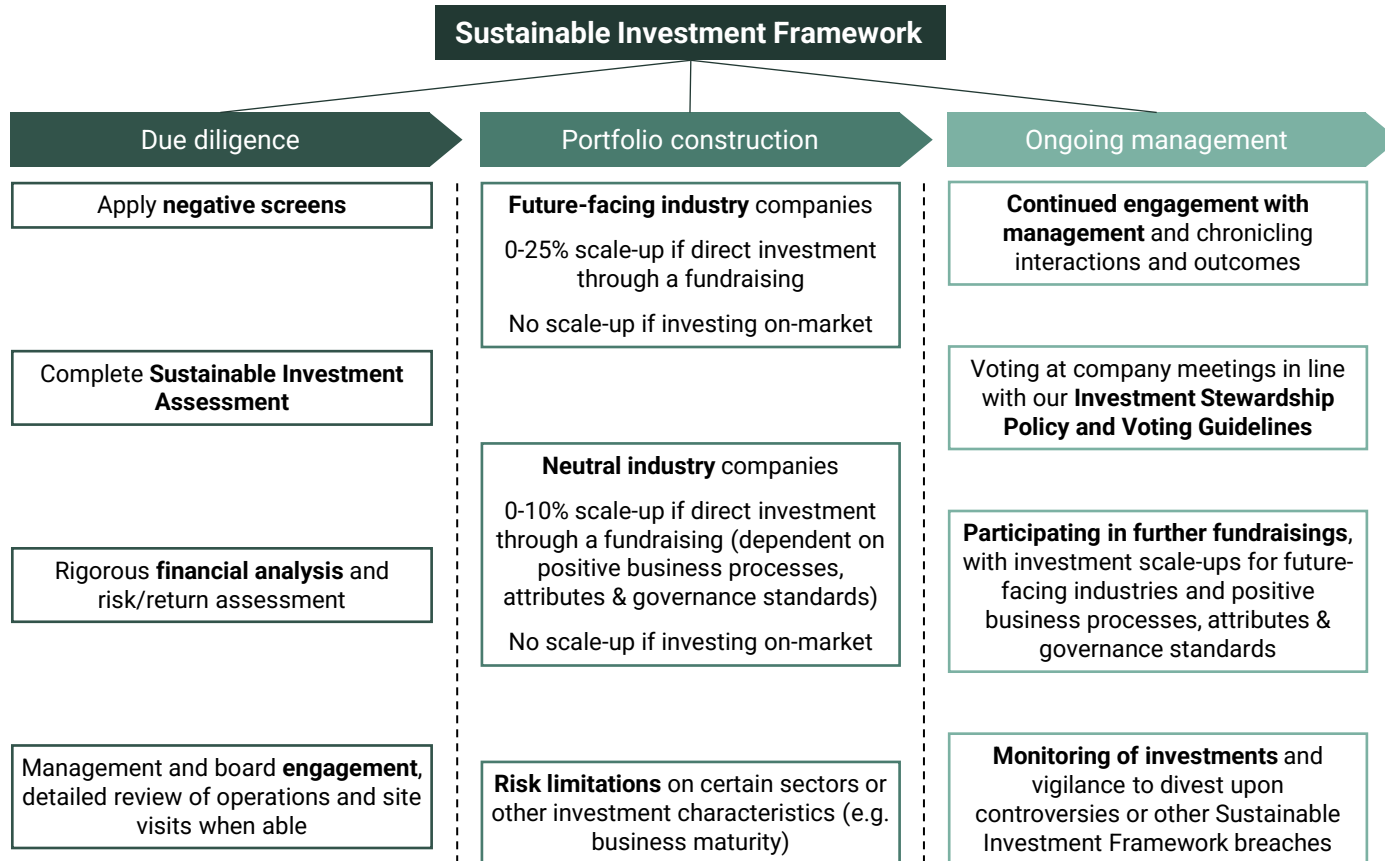 Sustainable Investment Framework
Due diligence
Apply negative screens
Complete Sustainable Investment
Assessment
Rigorous financial analysis and
risk/return assessment
Management and board engagement,
detailed review of operations and site
visits when able
Portfolio construction
Future-facing industry companies
0-25% scale-up if direct investment
through a fundraising
No scale-up if investing on-market
Neutral industry companies
0-10% scale-up if direct investment
through a fundraising (dependent on
positive business processes,
attributes & governance standards)
No scale-up if investing on-market
Risk limitations on certain sectors or
other investment characteristics (e.g.
business maturity)
Ongoing management
Continued engagement with
management and chronicling
interactions and outcomes
Voting at company meetings in line
with our Investment Stewardship
Policy and Voting Guidelines
Participating in further fundraisings,
with investment scale-ups for future-
facing industries and positive
business processes, attributes &
governance standards
Monitoring of investments and
vigilance to divest upon
controversies or other Sustainable
Investment Framework breaches